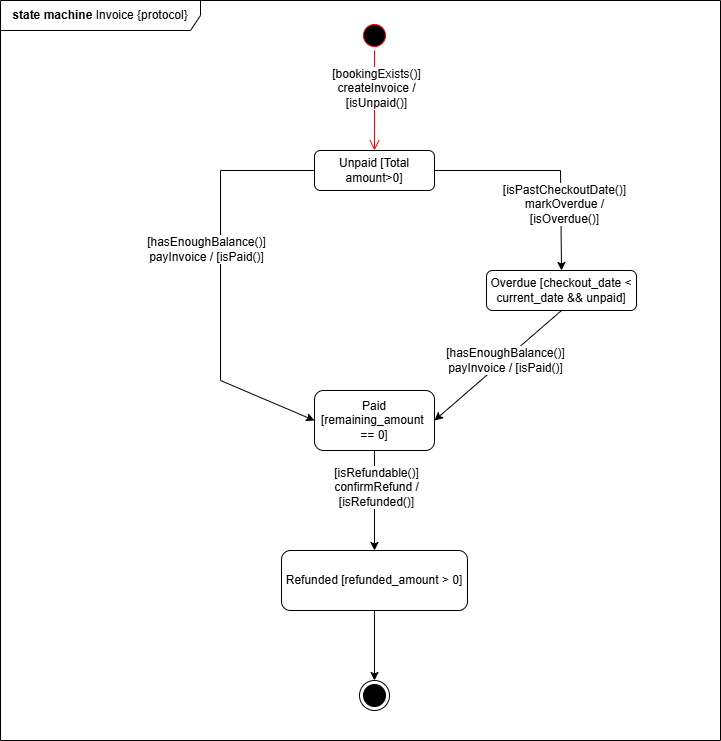 state machine Invoice {protocol}
[bookingExists()]
createInvoice /
[isUnpaid()]
Unpaid [Total
amount>0]
[isPastCheckoutDate()]
markOverdue /
[isOverdue()]
[hasEnoughBalance()]
payInvoice / [isPaid()]
Overdue [checkout_date <
current_date && unpaid]
[hasEnoughBalance()]
payInvoice / [isPaid()]
Paid
[remaining_amount
== 0]
[isRefundable()]
confirmRefund /
[isRefunded()]
Refunded [refunded_amount > 0]